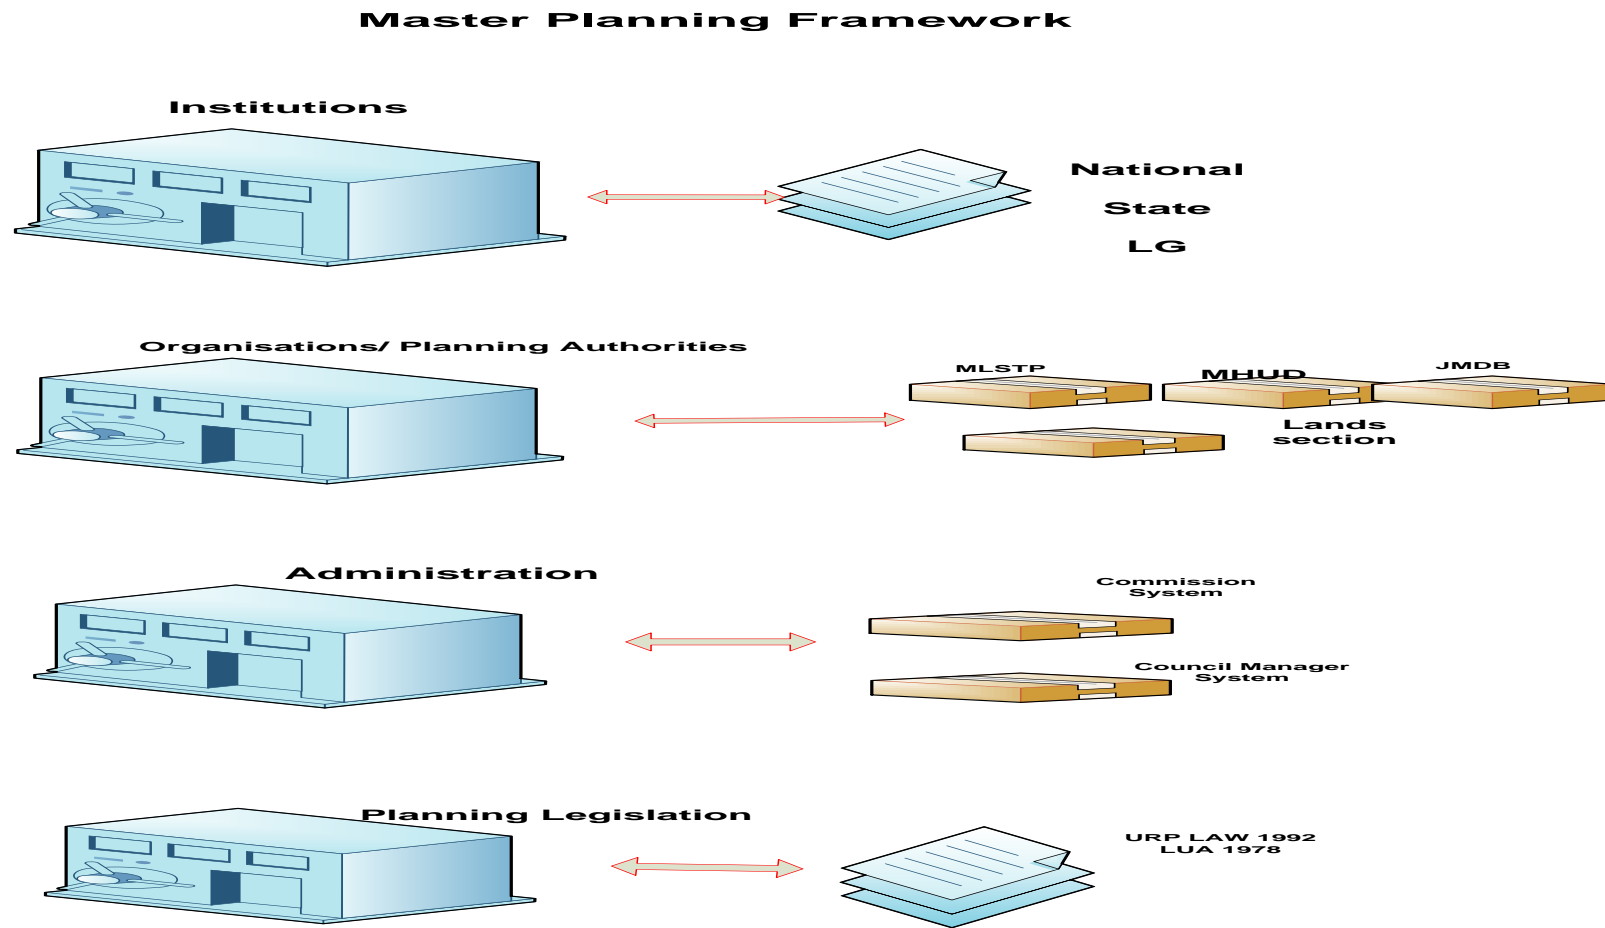 Master Planning Framework
Institutions
National
State
LG
Organisations/ Planning Authorities
MLSTP
MHUD
JMDB
Lands
section
Administration
Commission
System
Council Manager
System
Planning Legislation
URP LAW 1992
LUA 1978